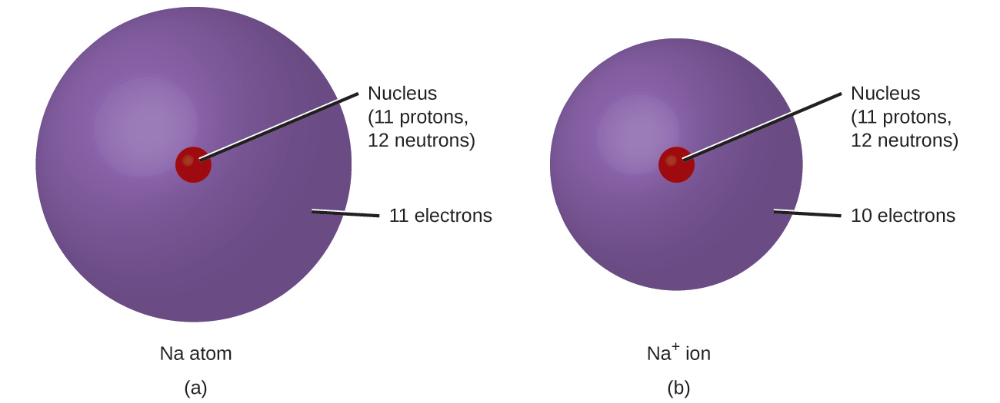 Nucleus
(11 protons,
12 neutrons)
11 electrons
Na atom
(a)
Nucleus
(11 protons,
12 neutrons)
10 electrons
Na⁺ ion
(b)